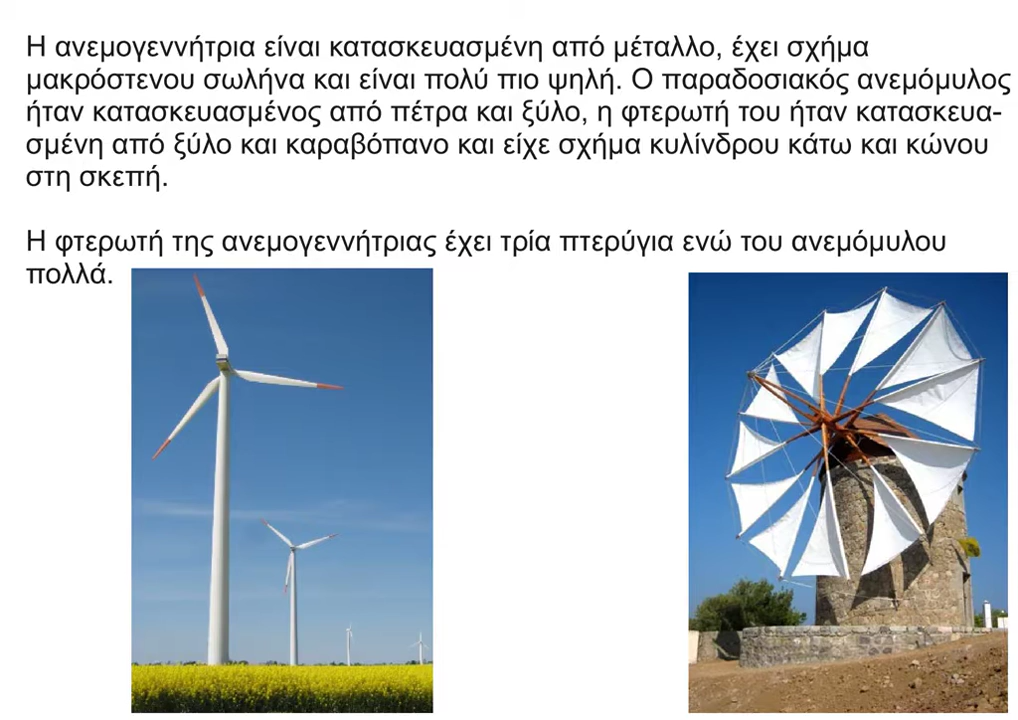 Η ανεμογεννήτρια είναι κατασκευασμένη από μέταλλο, έχει σχήμα
μακρόστενου σωλήνα και είναι πολύ πιο ψηλή. Ο παραδοσιακός ανεμόμυλος
ήταν κατασκευασμένος από πέτρα και ξύλο, η φτερωτή του ήταν κατασκευα-
σμένη από ξύλο και καραβόπανο και είχε σχήμα κυλίνδρου κάτω και κώνου
στη σκεπή.
Η φτερωτή της ανεμογεννήτριας έχει τρία πτερύγια ενώ του ανεμόμυλου
πολλά.